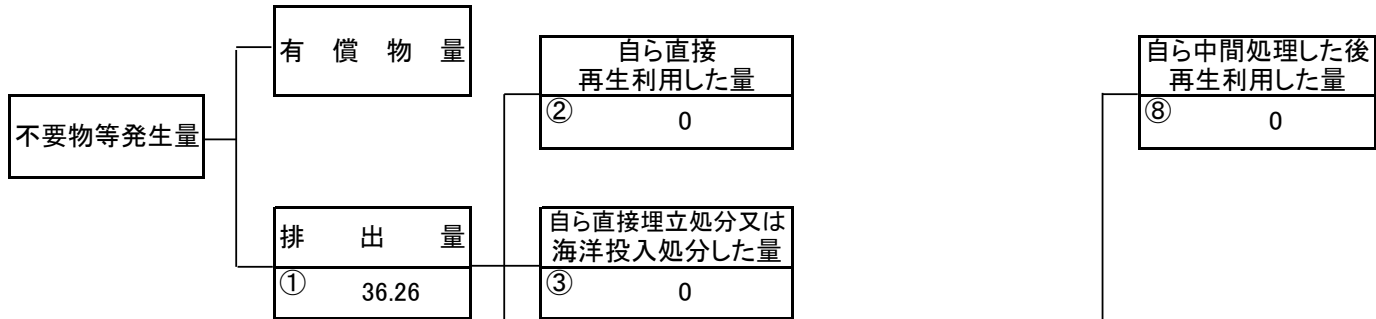 有償物量
自ら直接
再生利用した量
② 0
自ら中間処理した後
再生利用した量
⑧ 0
不要物等発生量
排出量
① 36.26
自ら直接埋立処分又は
海洋投入処分した量
③ 0